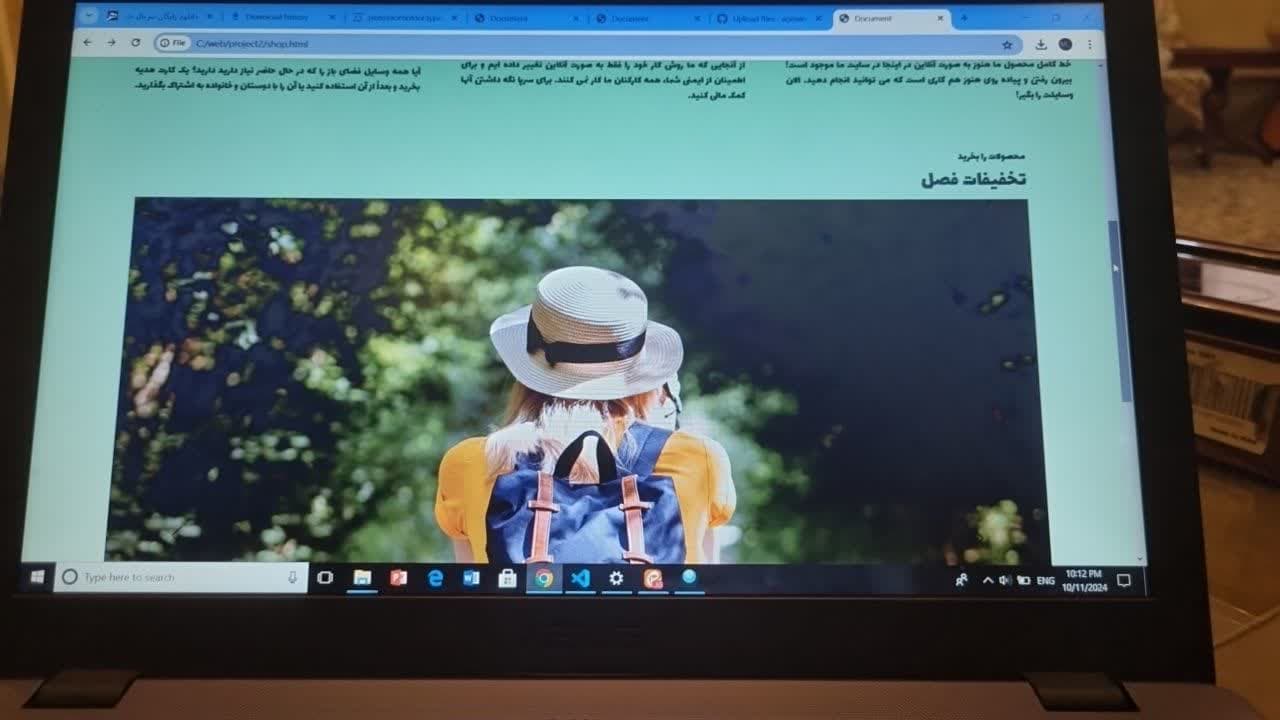 Download history
Document
Document
Upload files
Document
File
C:/web/project2/shop.html
خط کامل محصول ما هنوز به صورت آنلاین در اینجا در سایت ما موجود است!
بیرون رفتن و پیاده روی هنوز هم کاری است که می توانید انجام دهید. الان
وسایلت را بگیر!
از آنجایی که ما روش کار خود را فقط به صورت آنلاین تغییر داده ایم و برای
اطمینان از ایمنی شما، همه کارکنان ما کار نمی کنند. برای سرپا نگه داشتن آنها
کمک مالی کنید.
آیا همه وسایل فضای باز را که در حال حاضر نیاز دارید دارید؟ یک کارت هدیه
بخرید و بعداً از آن استفاده کنید یا آن را با دوستان و خانواده به اشتراک بگذارید.
محصولات را بخرید
تخفیفات فصل
Type here to search
ENG
10:12 PM
10/11/2024